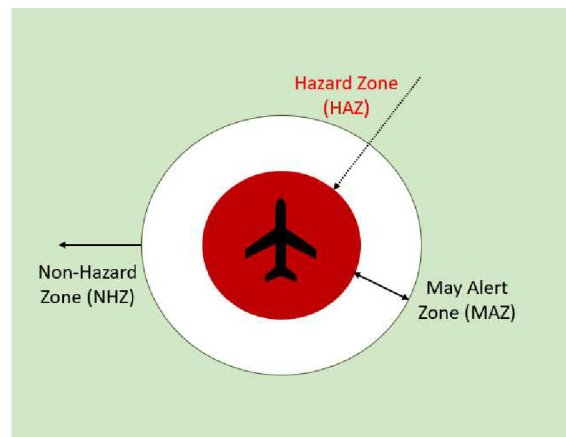 Hazard Zone
(HAZ)
Non-Hazard
Zone (NHZ)
May Alert
Zone (MAZ)